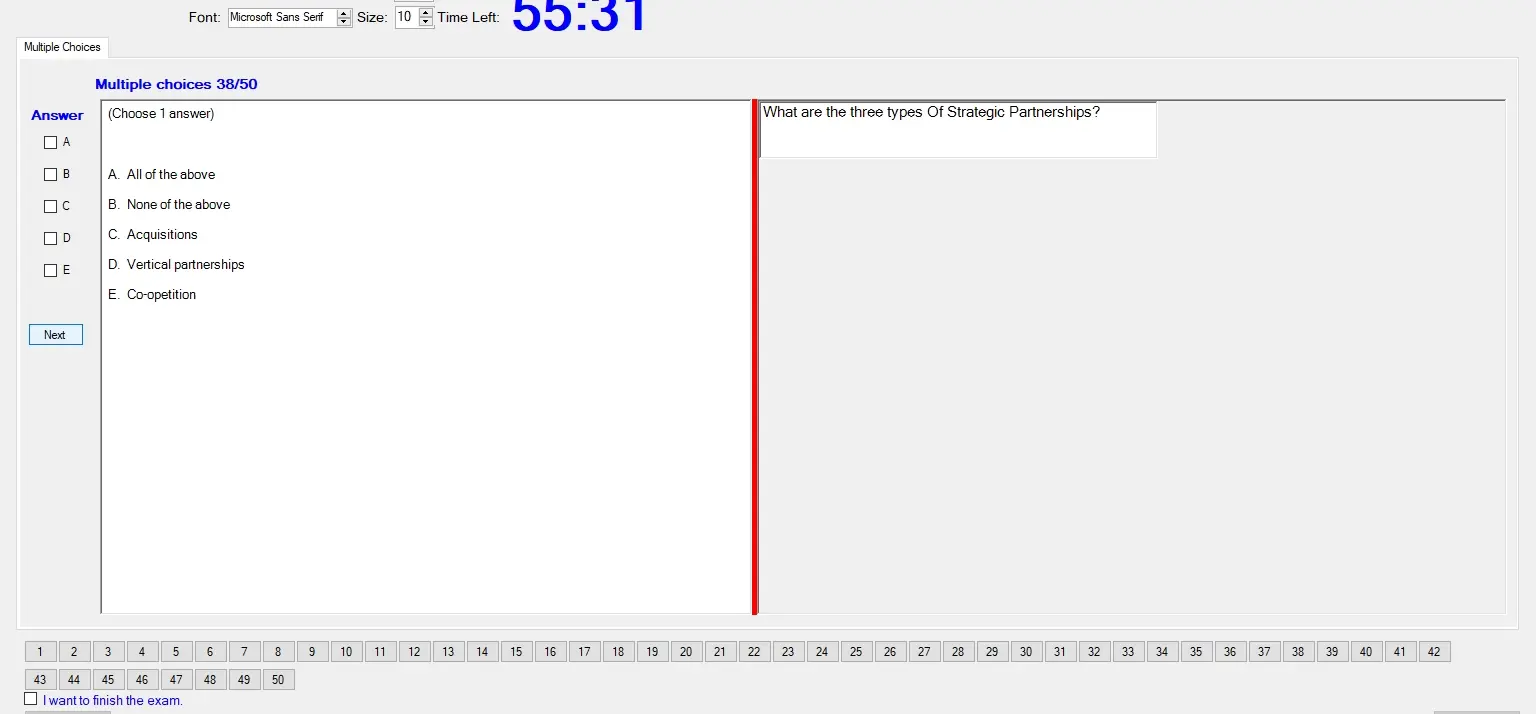 Font: Microsoft Sans Serif Size: 10 Time Left: 55:31
Multiple Choices
Multiple choices 38/50
Answer
A
B
C
D
E
Next
(Choose 1 answer)
A. All of the above
B. None of the above
C. Acquisitions
D. Vertical partnerships
E. Co-opetition
What are the three types Of Strategic Partnerships?
1 2 3 4 5 6 7 8 9 10 11 12 13 14 15 16 17 18 19 20 21 22 23 24 25 26 27 28 29 30 31 32 33 34 35 36 37 38 39 40 41 42
43 44 45 46 47 48 49 50
I want to finish the exam.